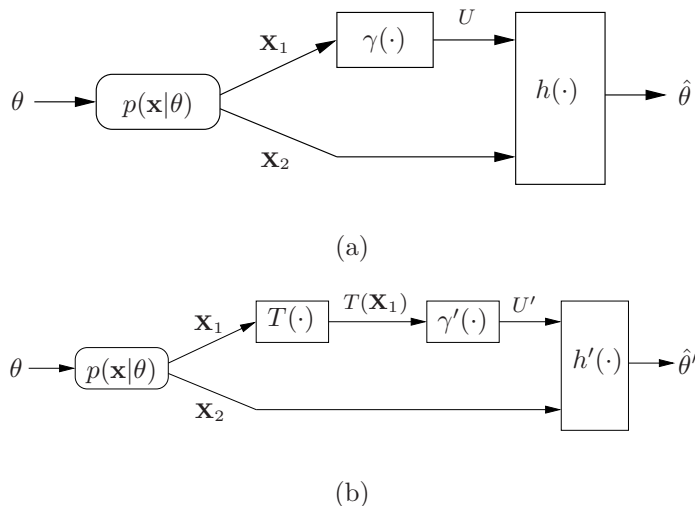 X₁ γ(·) U
θ p(x|θ) h(·) θ̂
X₂
(a)
X₁ T(·) T(X₁) γ′(·) U′
θ p(x|θ) h′(·) θ̂′
X₂
(b)